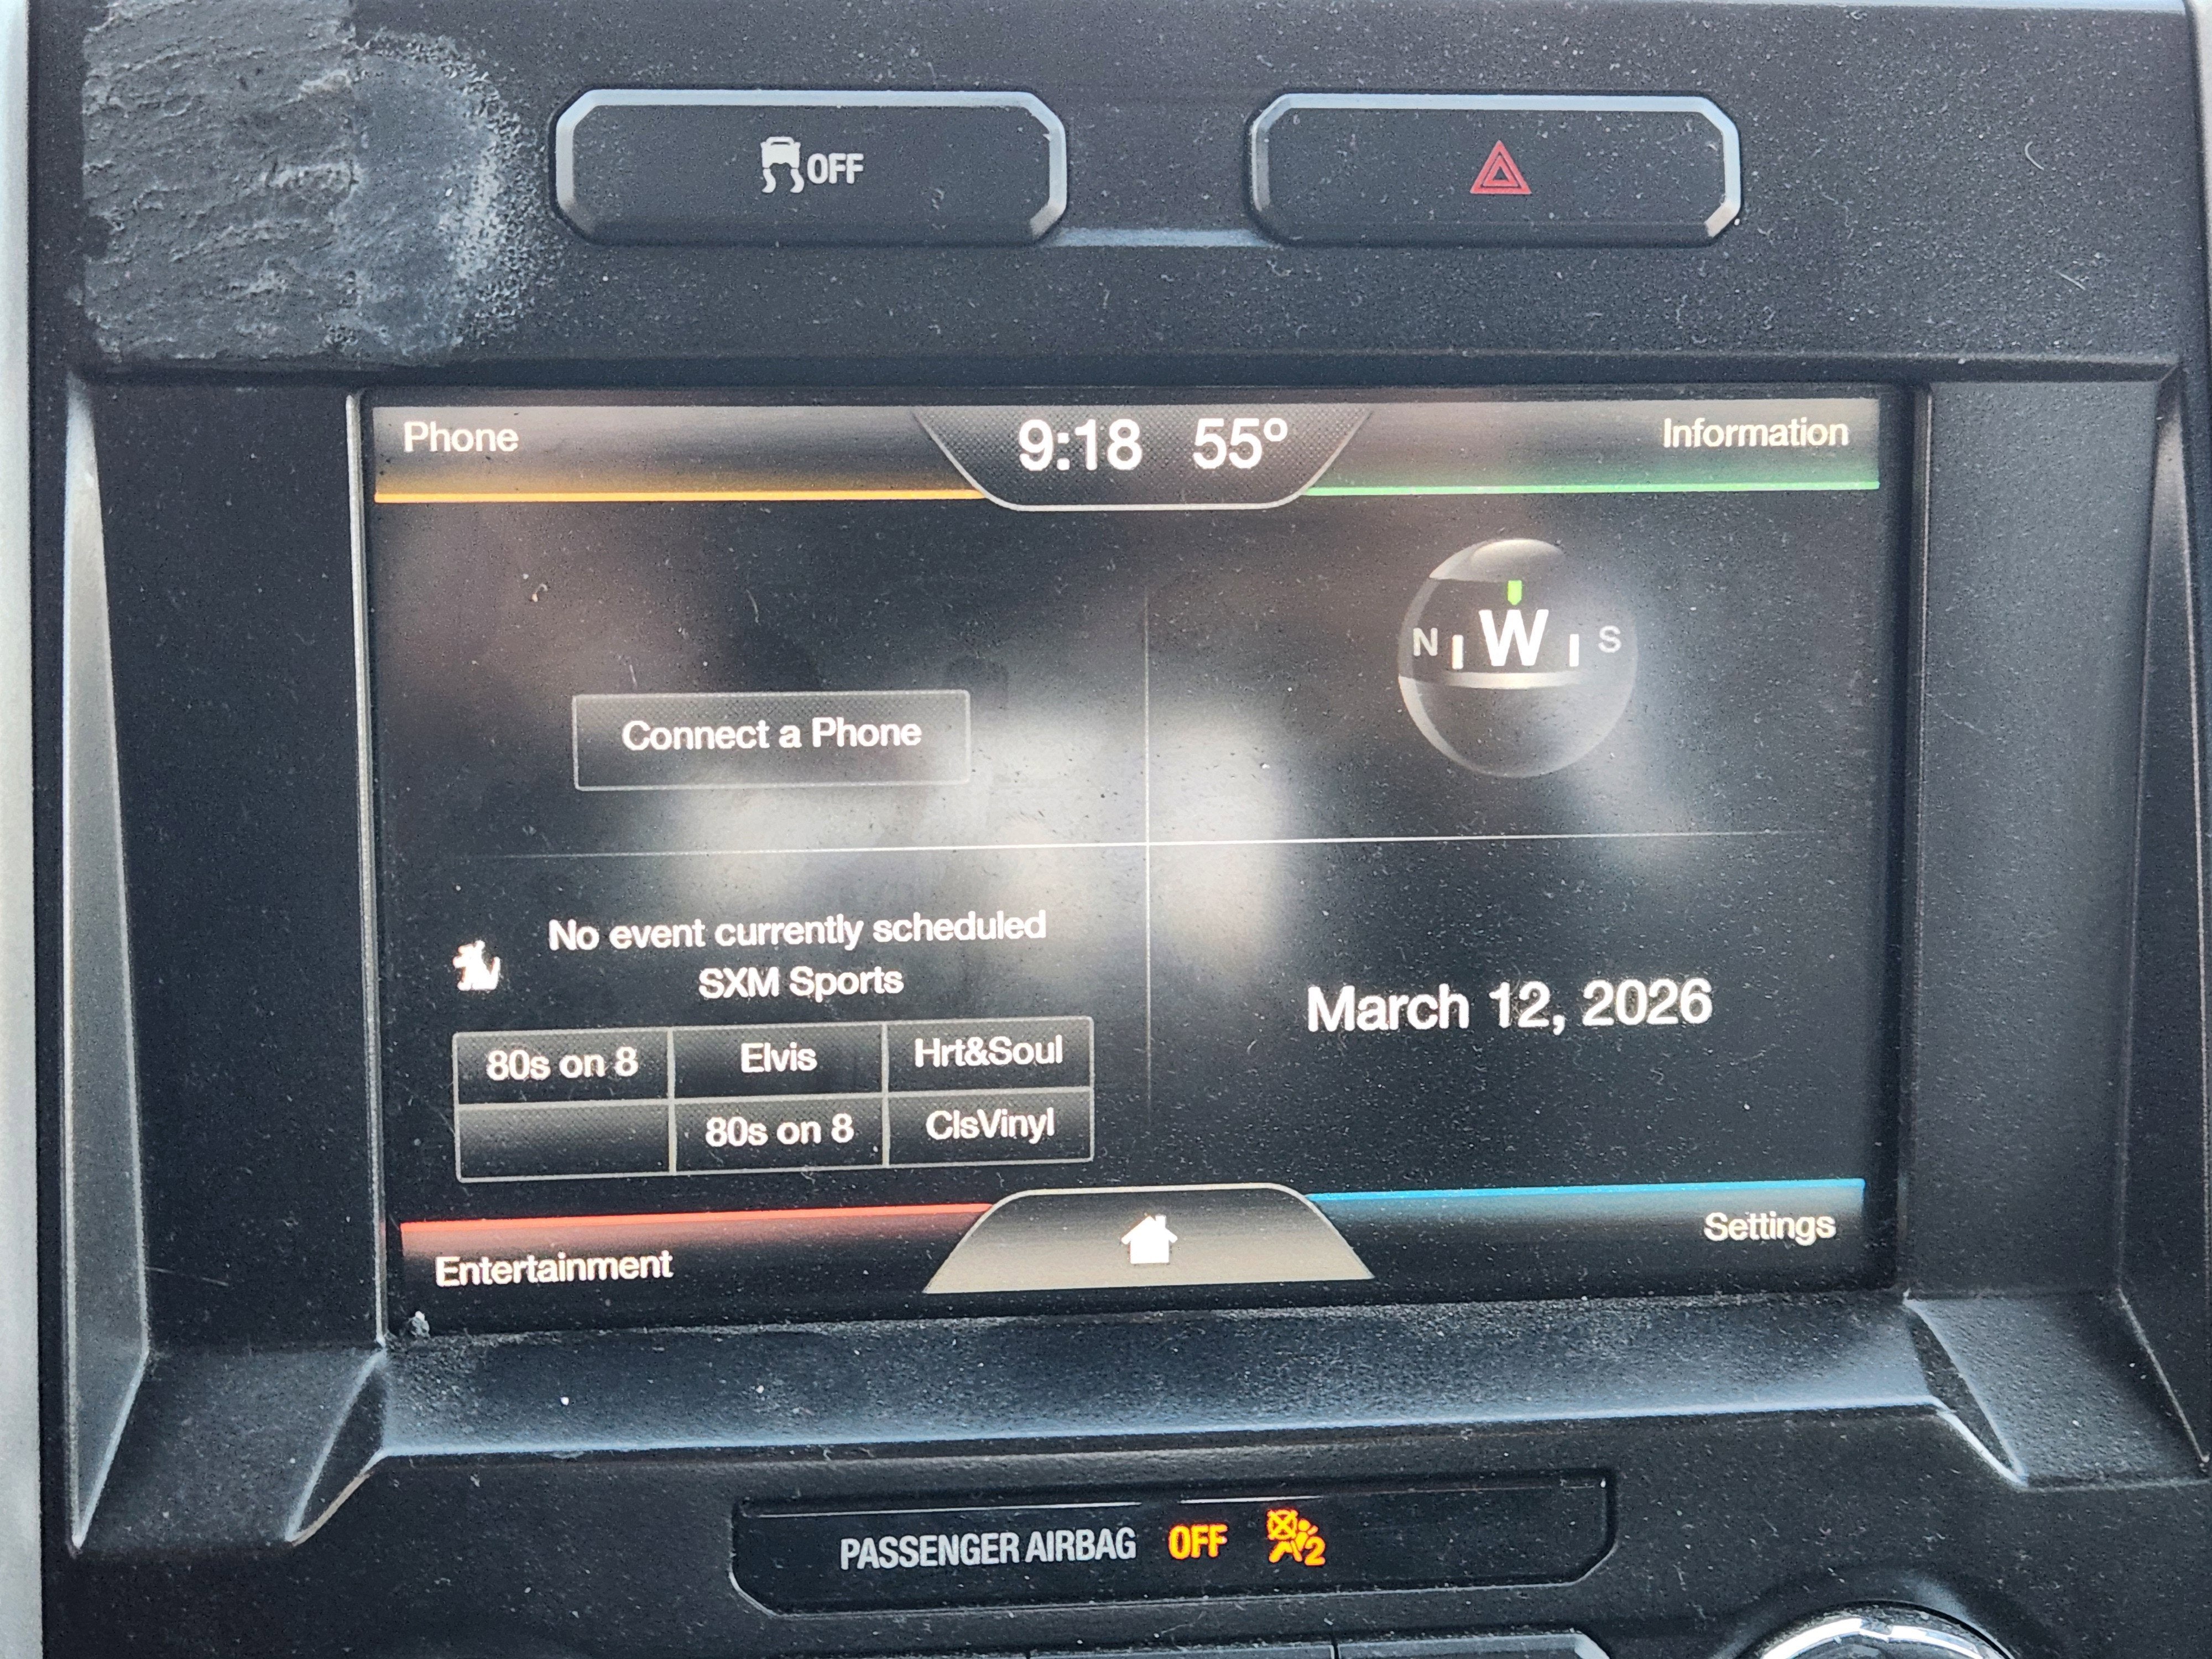 OFF
Phone
9:18 55°
Information
N W S
Connect a Phone
No event currently scheduled
SXM Sports
80s on 8 Elvis Hrt&Soul
80s on 8 ClsVinyl
March 12, 2026
Entertainment
Settings
PASSENGER AIRBAG OFF 2